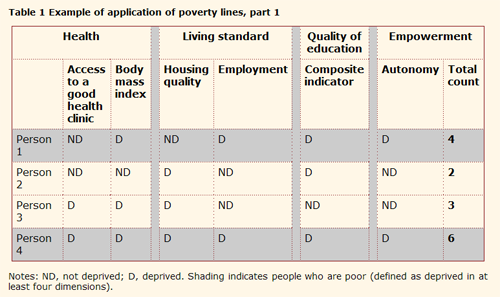 Table 1 Example of application of poverty lines, part 1
Health Living standard Quality of education Empowerment
Access to a good health clinic Body mass index Housing quality Employment Composite indicator Autonomy Total count
Person 1 ND D ND D D D 4
Person 2 ND ND D ND D ND 2
Person 3 D D D ND ND ND 3
Person 4 D D D D D D 6
Notes: ND, not deprived; D, deprived. Shading indicates people who are poor (defined as deprived in at
least four dimensions).